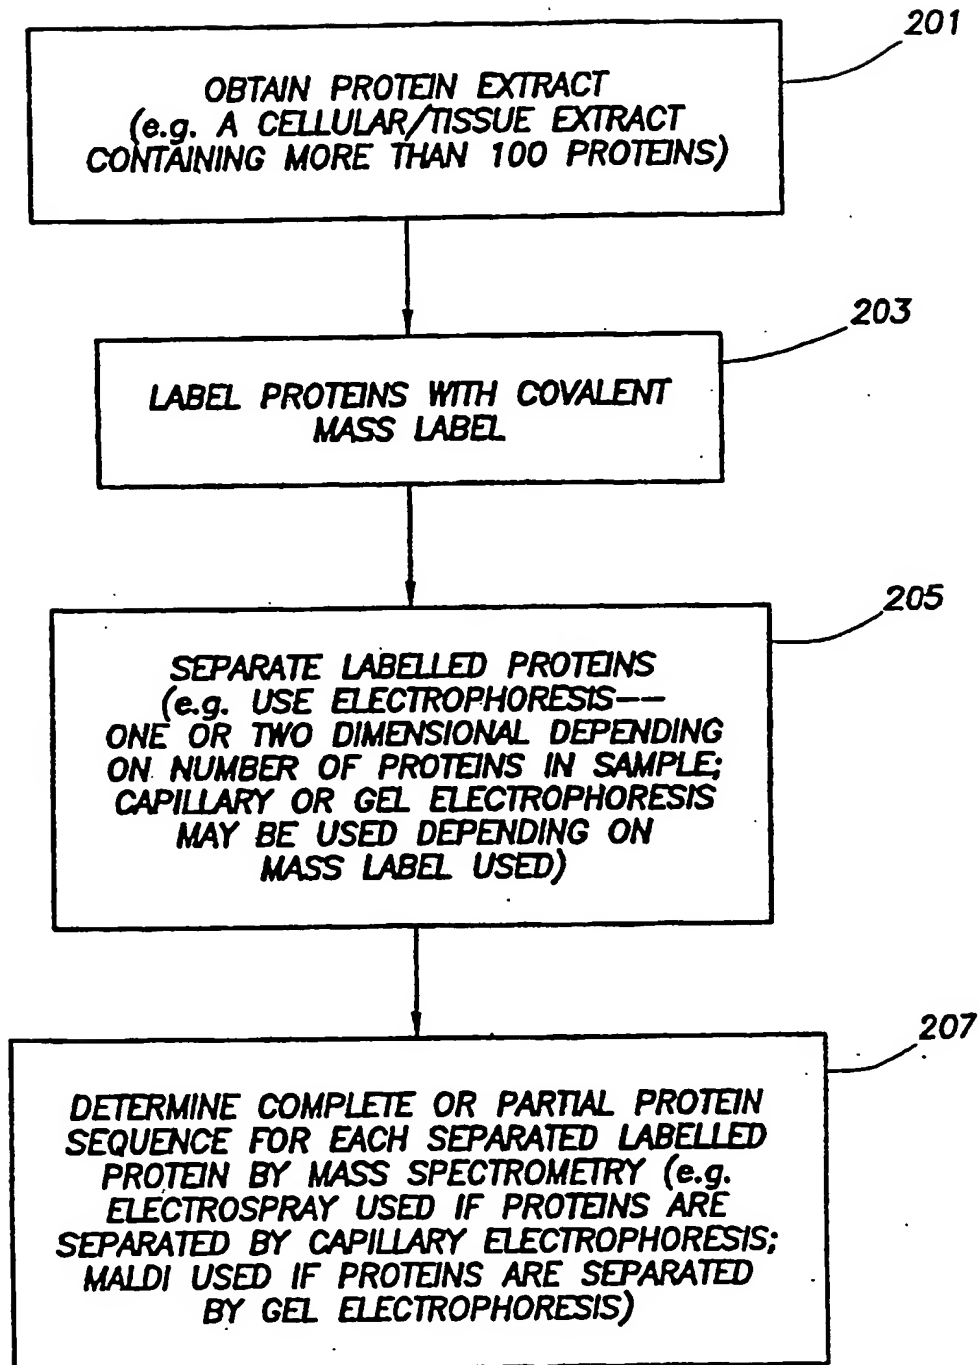 201
OBTAIN PROTEIN EXTRACT
(e.g. A CELLULAR/TISSUE EXTRACT
CONTAINING MORE THAN 100 PROTEINS)
203
LABEL PROTEINS WITH COVALENT
MASS LABEL
205
SEPARATE LABELLED PROTEINS
(e.g. USE ELECTROPHORESIS--
ONE OR TWO DIMENSIONAL DEPENDING
ON NUMBER OF PROTEINS IN SAMPLE;
CAPILLARY OR GEL ELECTROPHORESIS
MAY BE USED DEPENDING ON
MASS LABEL USED)
207
DETERMINE COMPLETE OR PARTIAL PROTEIN
SEQUENCE FOR EACH SEPARATED LABELLED
PROTEIN BY MASS SPECTROMETRY (e.g.
ELECTROSPRAY USED IF PROTEINS ARE
SEPARATED BY CAPILLARY ELECTROPHORESIS;
MALDI USED IF PROTEINS ARE SEPARATED
BY GEL ELECTROPHORESIS)